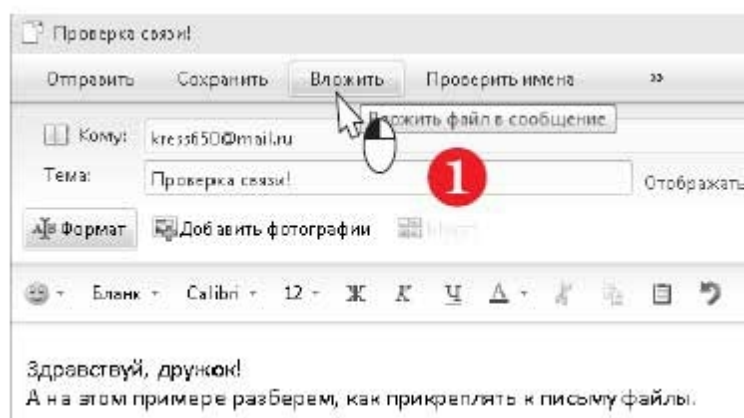 Проверка связи!
Отправить Сохранить Вложить Проверить имена »
Вложить файл в сообщение
Кому: kress650@mail.ru
1
Тема: Проверка связи! Отображать
Формат Добавить фотографии
Бланк Calibri 12 Ж К Ч А
Здравствуй, дружок!
А на этом примере разберем, как прикреплять к письму файлы.